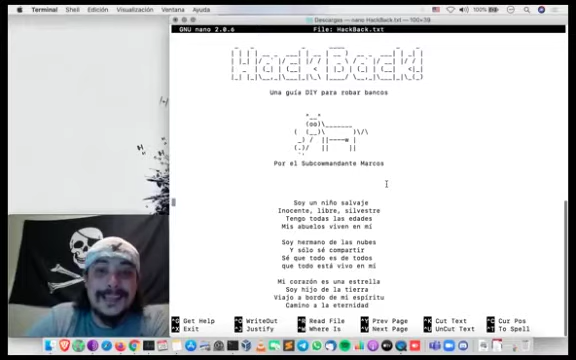 Terminal Shell Edición Visualización Ventana Ayuda 100%
Descargas — nano HackBack.txt — 100×39
GNU nano 2.0.6 File: HackBack.txt
HackBack!
Una guía DIY para robar bancos
Por el Subcommandante Marcos
Soy un niño salvaje
Inocente, libre, silvestre
Tengo todas las edades
Mis abuelos viven en mí
Soy hermano de las nubes
Y sólo sé compartir
Sé que todo es de todos
que todo está vivo en mí
Mi corazón es una estrella
Soy hijo de la tierra
Viajo a bordo de mi espíritu
Camino a la eternidad
^G Get Help ^O WriteOut ^R Read File ^Y Prev Page ^K Cut Text ^C Cur Pos
^X Exit ^J Justify ^W Where Is ^V Next Page ^U UnCut Text ^T To Spell